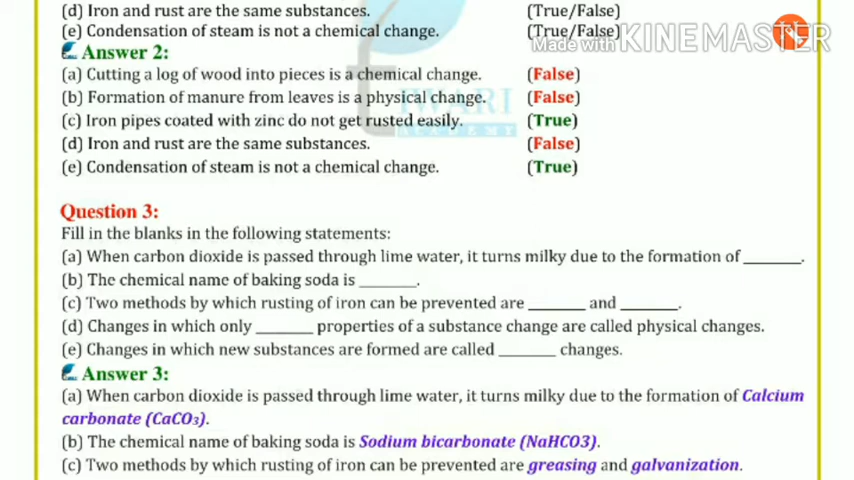 (d) Iron and rust are the same substances. (True/False)
(e) Condensation of steam is not a chemical change. (True/False)
Made with KINEMASTER
Answer 2:
(a) Cutting a log of wood into pieces is a chemical change. (False)
(b) Formation of manure from leaves is a physical change. (False)
(c) Iron pipes coated with zinc do not get rusted easily. (True)
(d) Iron and rust are the same substances. (False)
(e) Condensation of steam is not a chemical change. (True)
IWARI
ACADEMY
Question 3:
Fill in the blanks in the following statements:
(a) When carbon dioxide is passed through lime water, it turns milky due to the formation of _______.
(b) The chemical name of baking soda is _______.
(c) Two methods by which rusting of iron can be prevented are _______ and _______.
(d) Changes in which only _______ properties of a substance change are called physical changes.
(e) Changes in which new substances are formed are called _______ changes.
Answer 3:
(a) When carbon dioxide is passed through lime water, it turns milky due to the formation of Calcium
carbonate (CaCO₃).
(b) The chemical name of baking soda is Sodium bicarbonate (NaHCO3).
(c) Two methods by which rusting of iron can be prevented are greasing and galvanization.